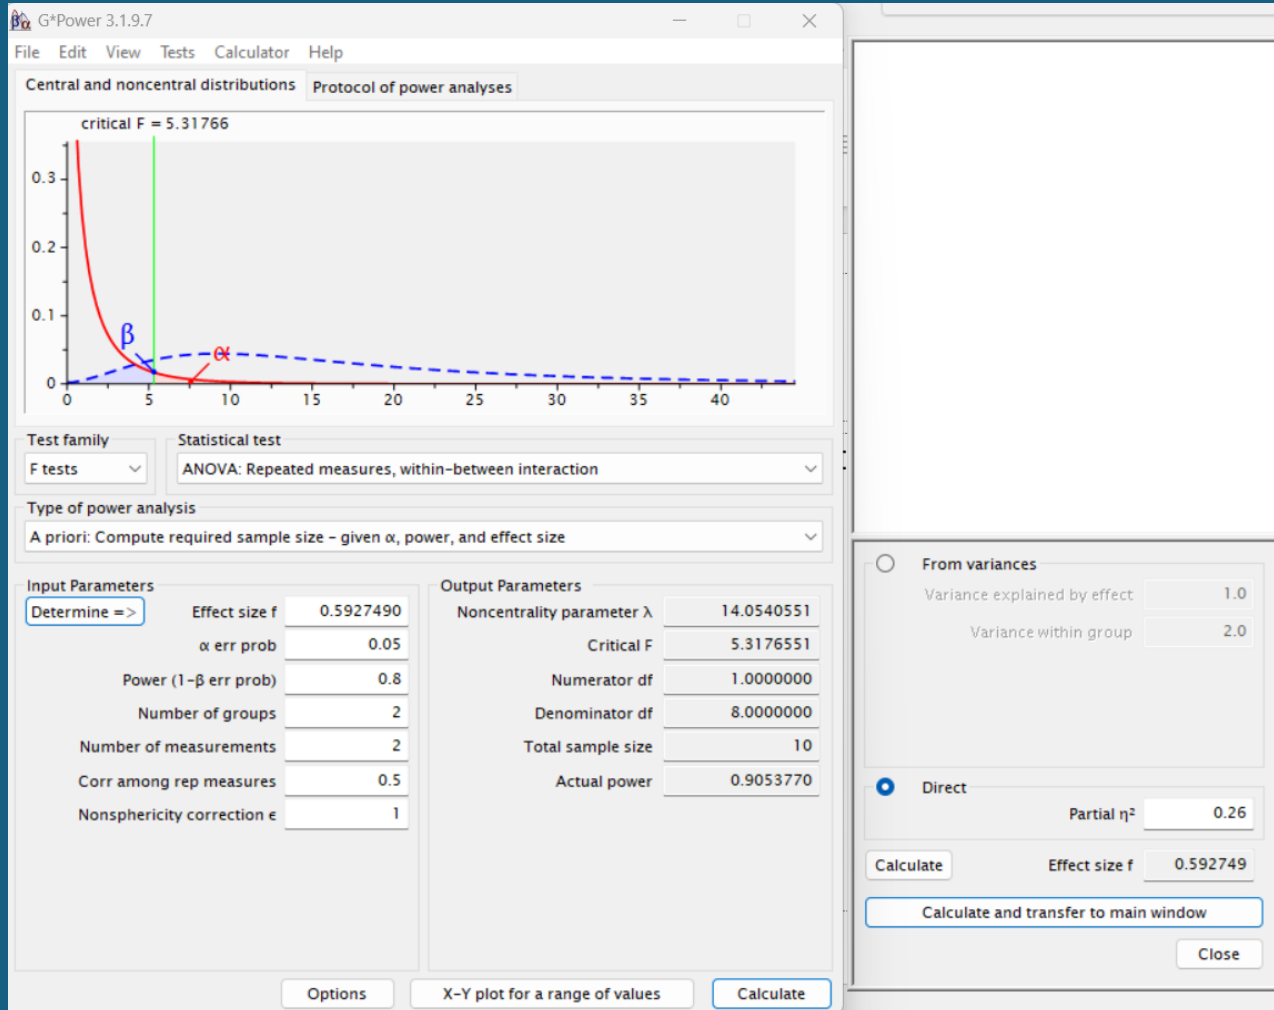 G*Power 3.1.9.7
File Edit View Tests Calculator Help
Central and noncentral distributions Protocol of power analyses
critical F = 5.31766
0.3
0.2
0.1
0
β
α
0 5 10 15 20 25 30 35 40
Test family Statistical test
F tests ANOVA: Repeated measures, within-between interaction
Type of power analysis
A priori: Compute required sample size - given α, power, and effect size
Input Parameters
Determine => Effect size f 0.5927490
α err prob 0.05
Power (1-β err prob) 0.8
Number of groups 2
Number of measurements 2
Corr among rep measures 0.5
Nonsphericity correction ϵ 1
Output Parameters
Noncentrality parameter λ 14.0540551
Critical F 5.3176551
Numerator df 1.0000000
Denominator df 8.0000000
Total sample size 10
Actual power 0.9053770
Options X-Y plot for a range of values Calculate
From variances
Variance explained by effect 1.0
Variance within group 2.0
Direct
Partial η² 0.26
Calculate Effect size f 0.592749
Calculate and transfer to main window
Close